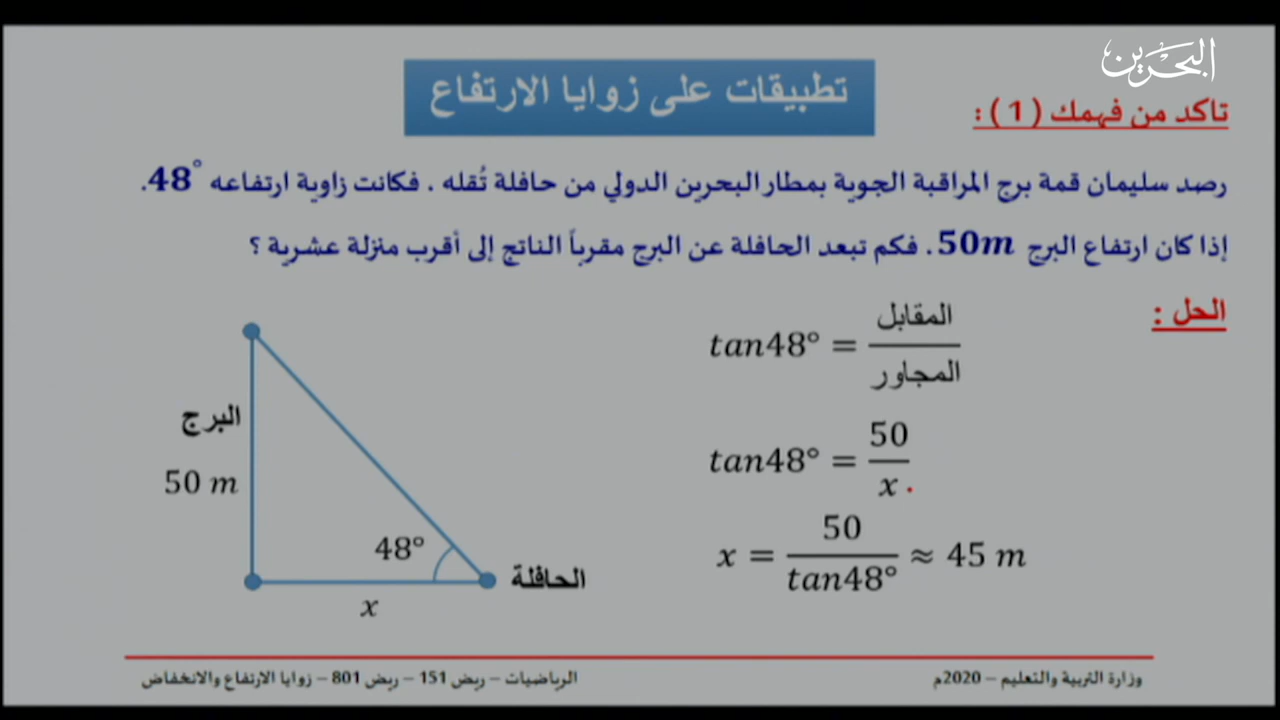 البحرين
تطبيقات على زوايا الارتفاع
تاكد من فهمك ( 1 ) :
رصد سليمان قمة برج المراقبة الجوية بمطار البحرين الدولي من حافلة تُقله . فكانت زاوية ارتفاعه 48°.
إذا كان ارتفاع البرج 50m . فكم تبعد الحافلة عن البرج مقرباً الناتج إلى أقرب منزلة عشرية ؟
الحل :
tan48° = المقابل / المجاور
tan48° = 50 / x
x = 50 / tan48° ≈ 45 m
البرج
50 m
48°
الحافلة
x
وزارة التربية والتعليم – 2020م
الرياضيات – ريض 151 – ريض 801 – زوايا الارتفاع والانخفاض